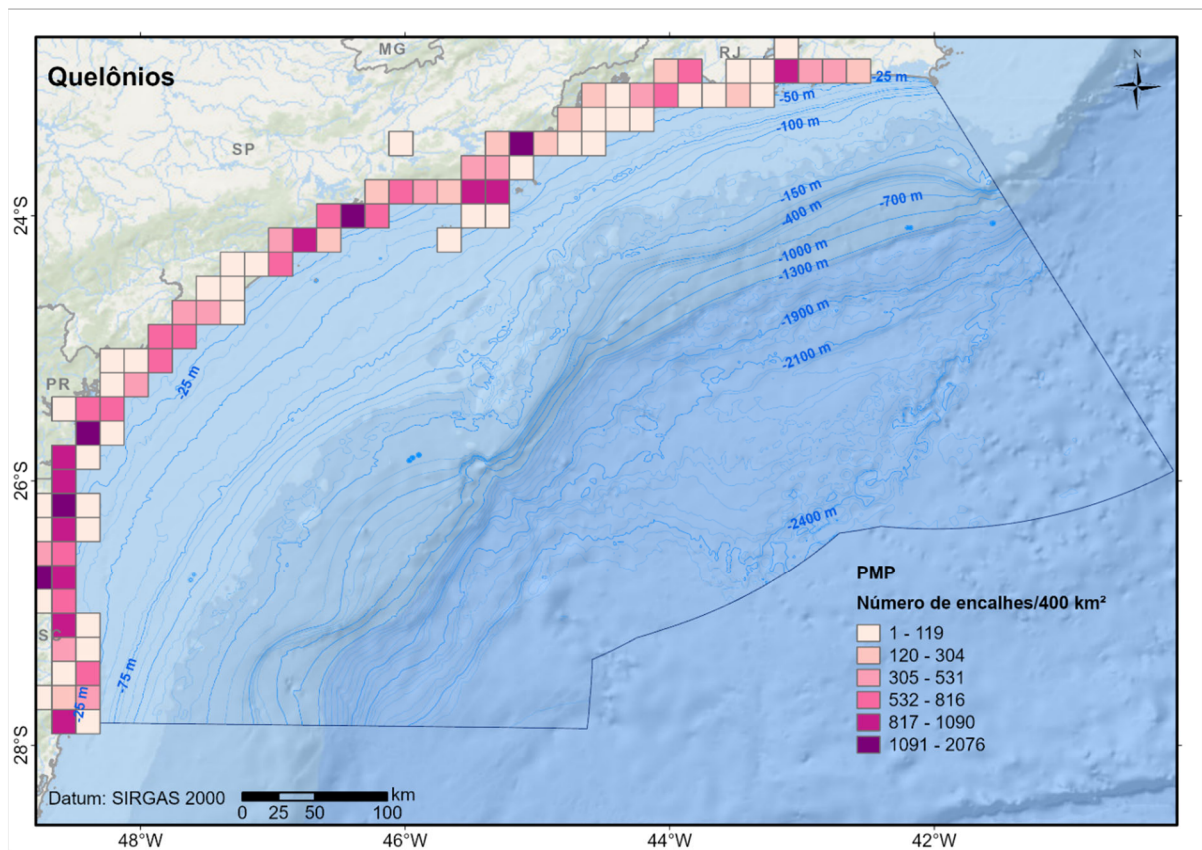 MG
RJ
N
Quelônios
-25 m
-50 m
-100 m
SP
-150 m
-700 m
24°S
-400 m
-1000 m
-1300 m
-1900 m
-2100 m
-25 m
PR
26°S
-2400 m
PMP
Número de encalhes/400 km²
1 - 119
120 - 304
305 - 531
532 - 816
817 - 1090
1091 - 2076
SC
-75 m
-25 m
28°S
Datum: SIRGAS 2000
km
0 25 50 100
48°W 46°W 44°W 42°W